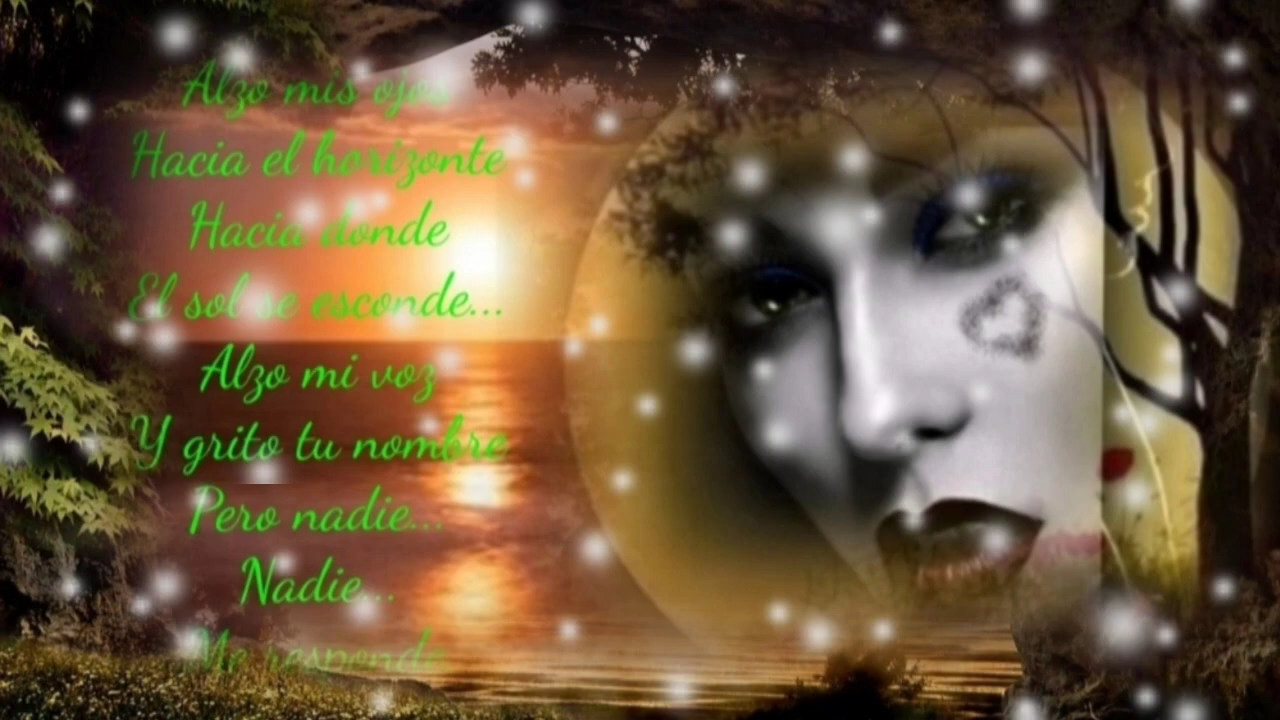 Alzo mis ojos
Hacia el horizonte
Hacia donde
El sol se esconde...
Alzo mi voz
Y grito tu nombre
Pero nadie...
Nadie...
Me responde